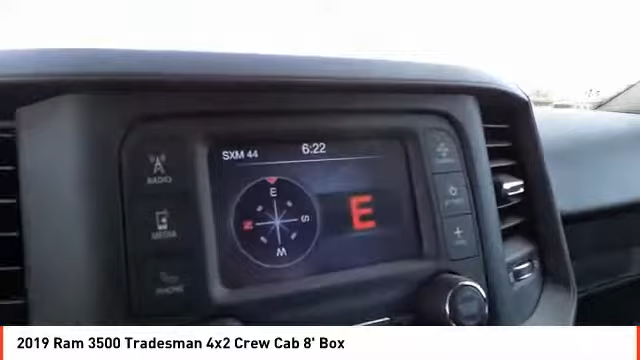 SXM 44
6:22
RADIO
MEDIA
PHONE
E
N
S
W
E
2019 Ram 3500 Tradesman 4x2 Crew Cab 8' Box